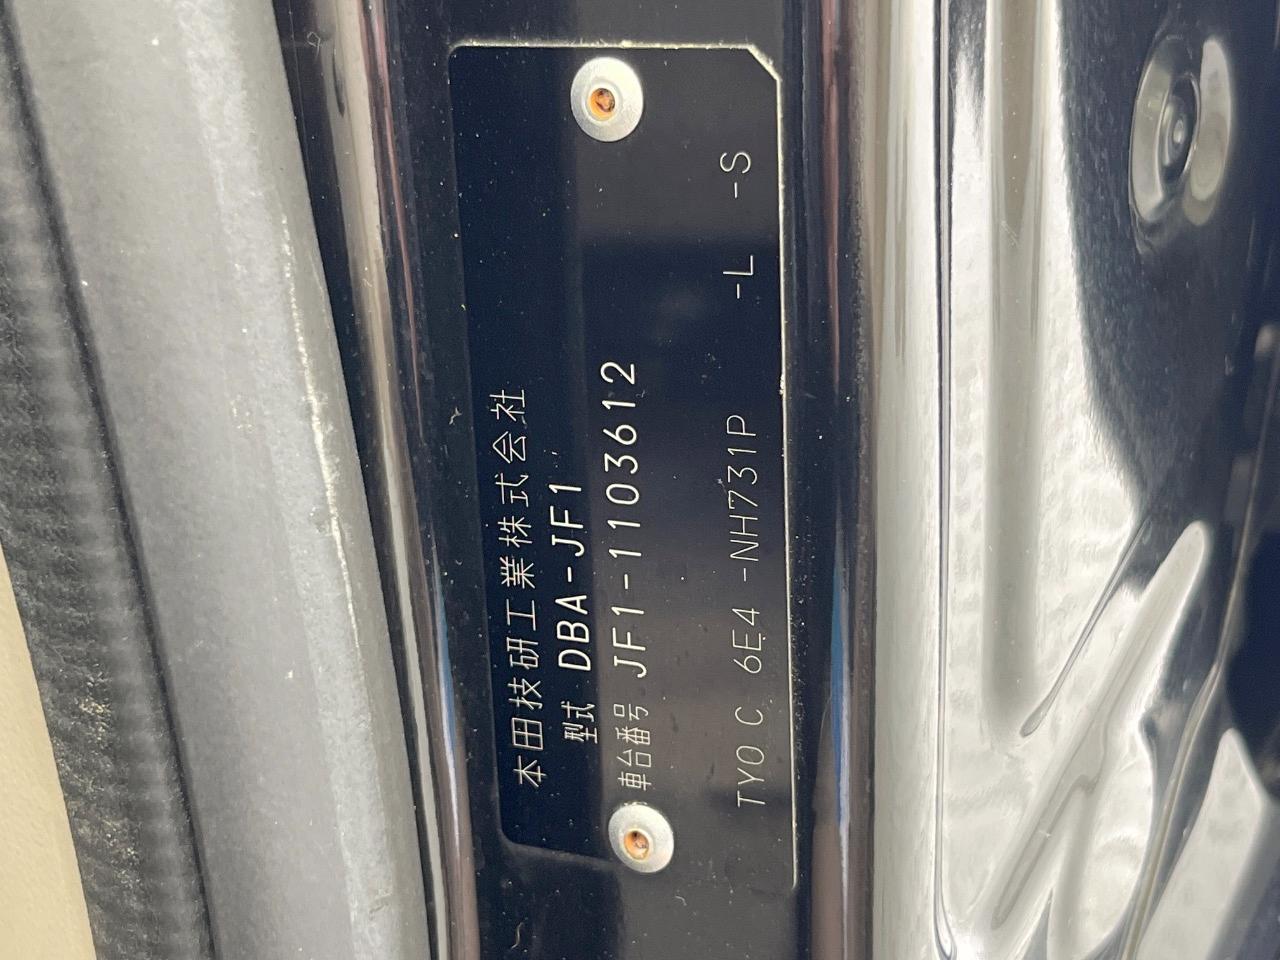 本田技研工業株式会社
型式 DBA-JF1
車台番号 JF1-1103612
TYO C 6E4 -NH731P -L -S